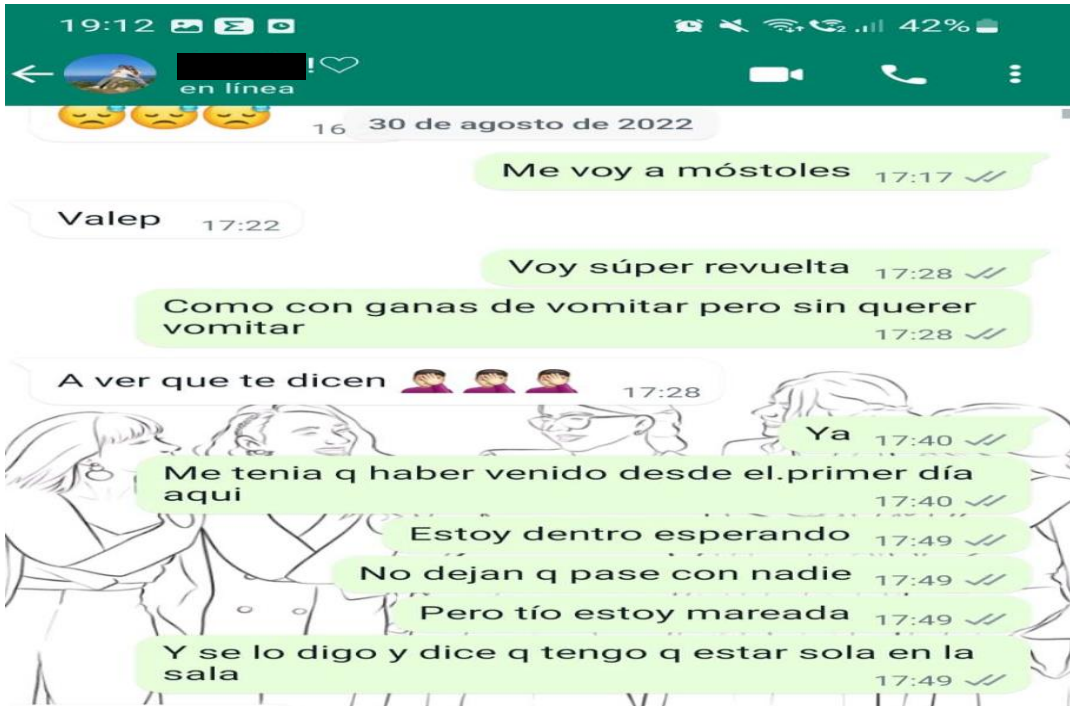 19:12
42%
!♡
en línea
😓😓😓 16
30 de agosto de 2022
Me voy a móstoles 17:17
Valep 17:22
Voy súper revuelta 17:28
Como con ganas de vomitar pero sin querer
vomitar 17:28
A ver que te dicen 🤦🏻‍♂️🤦🏻‍♂️🤦🏻‍♂️ 17:28
Ya 17:40
Me tenia q haber venido desde el.primer día
aqui 17:40
Estoy dentro esperando 17:49
No dejan q pase con nadie 17:49
Pero tío estoy mareada 17:49
Y se lo digo y dice q tengo q estar sola en la
sala 17:49